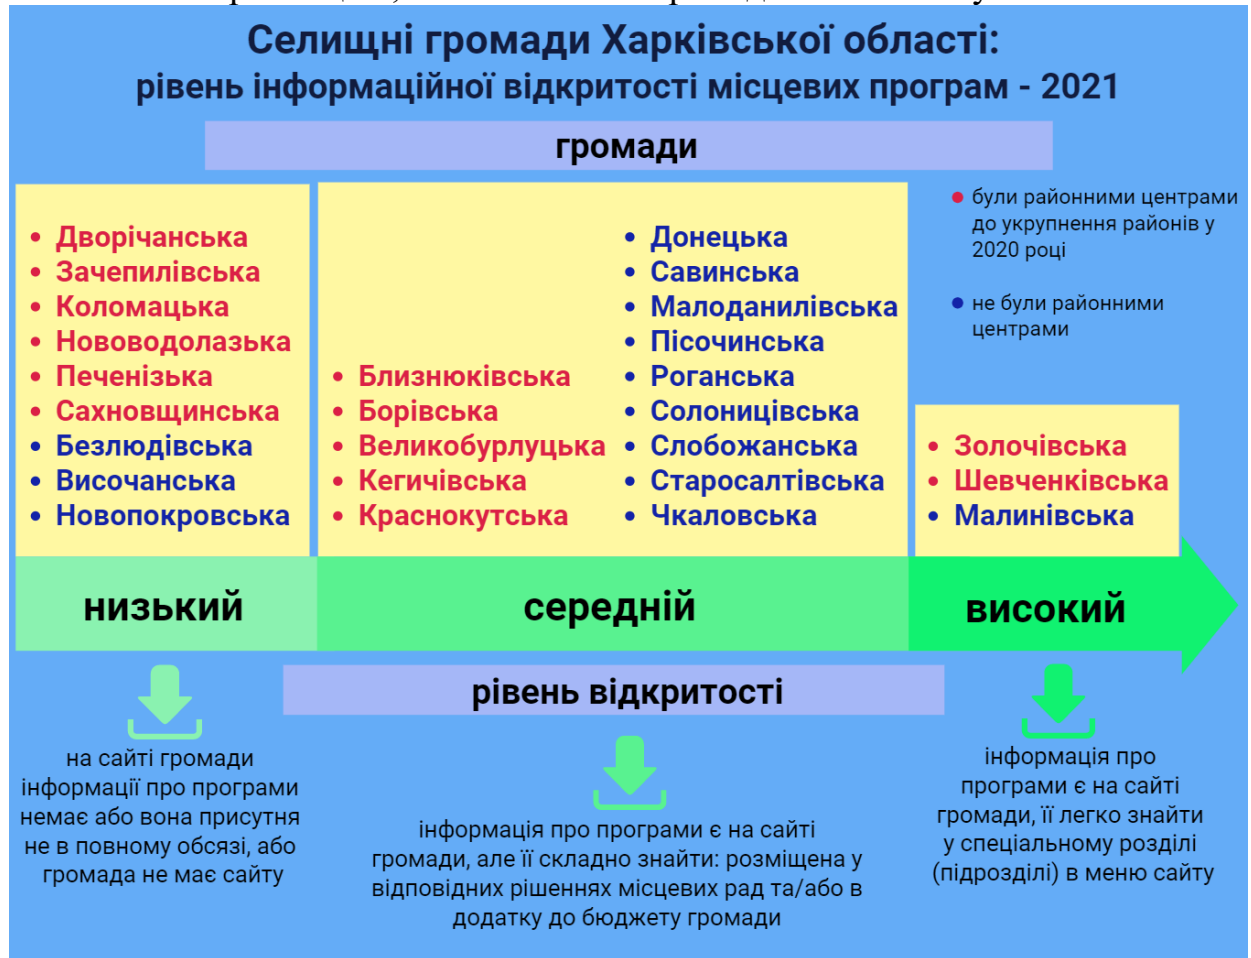 Селищні громади Харківської області:
рівень інформаційної відкритості місцевих програм - 2021
громади
Дворічанська
Зачепилівська
Коломацька
Нововодолазька
Печенізька
Сахновщинська
Безлюдівська
Височанська
Новопокровська
Близнюківська
Борівська
Великобурлуцька
Кегичівська
Краснокутська
Донецька
Савинська
Малоданилівська
Пісочинська
Роганська
Солоницівська
Слобожанська
Старосалтівська
Чкаловська
були районними центрами
до укрупнення районів у
2020 році
не були районними
центрами
Золочівська
Шевченківська
Малинівська
низький
середній
високий
рівень відкритості
на сайті громади
інформації про програми
немає або вона присутня
не в повному обсязі, або
громада не має сайту
інформація про програми є на сайті
громади, але її складно знайти: розміщена у
відповідних рішеннях місцевих рад та/або в
додатку до бюджету громади
інформація про
програми є на сайті
громади, її легко знайти
у спеціальному розділі
(підрозділі) в меню сайту